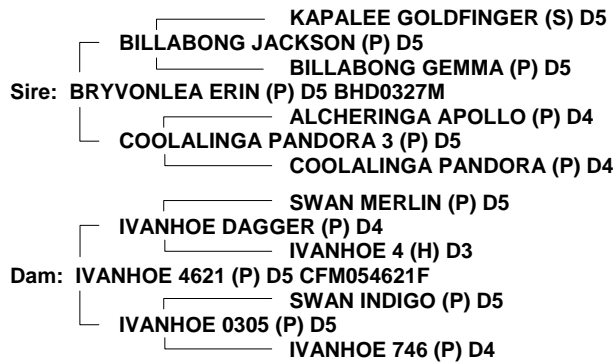 KAPALEE GOLDFINGER (S) D5
BILLABONG JACKSON (P) D5
BILLABONG GEMMA (P) D5
Sire: BRYVONLEA ERIN (P) D5 BHD0327M
ALCHERINGA APOLLO (P) D4
COOLALINGA PANDORA 3 (P) D5
COOLALINGA PANDORA (P) D4
SWAN MERLIN (P) D5
IVANHOE DAGGER (P) D4
IVANHOE 4 (H) D3
Dam: IVANHOE 4621 (P) D5 CFM054621F
SWAN INDIGO (P) D5
IVANHOE 0305 (P) D5
IVANHOE 746 (P) D4